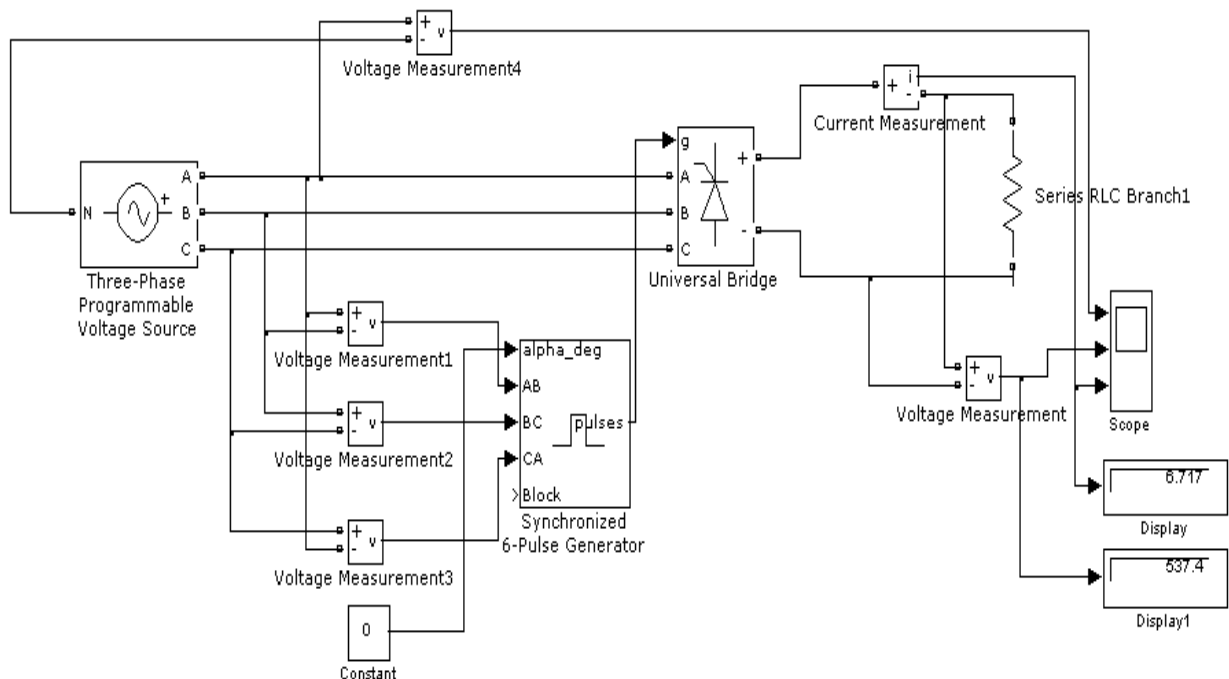 +
-
v
Voltage Measurement4
+
i
-
Current Measurement
N
+
A
B
C
Three-Phase
Programmable
Voltage Source
g
A
B
C
+
-
Universal Bridge
Series RLC Branch1
+
-
v
Voltage Measurement1
+
-
v
Voltage Measurement2
+
-
v
Voltage Measurement3
alpha_deg
AB
BC
CA
Block
pulses
Synchronized
6-Pulse Generator
0
Constant
+
-
v
Voltage Measurement
Scope
6.717
Display
537.4
Display1